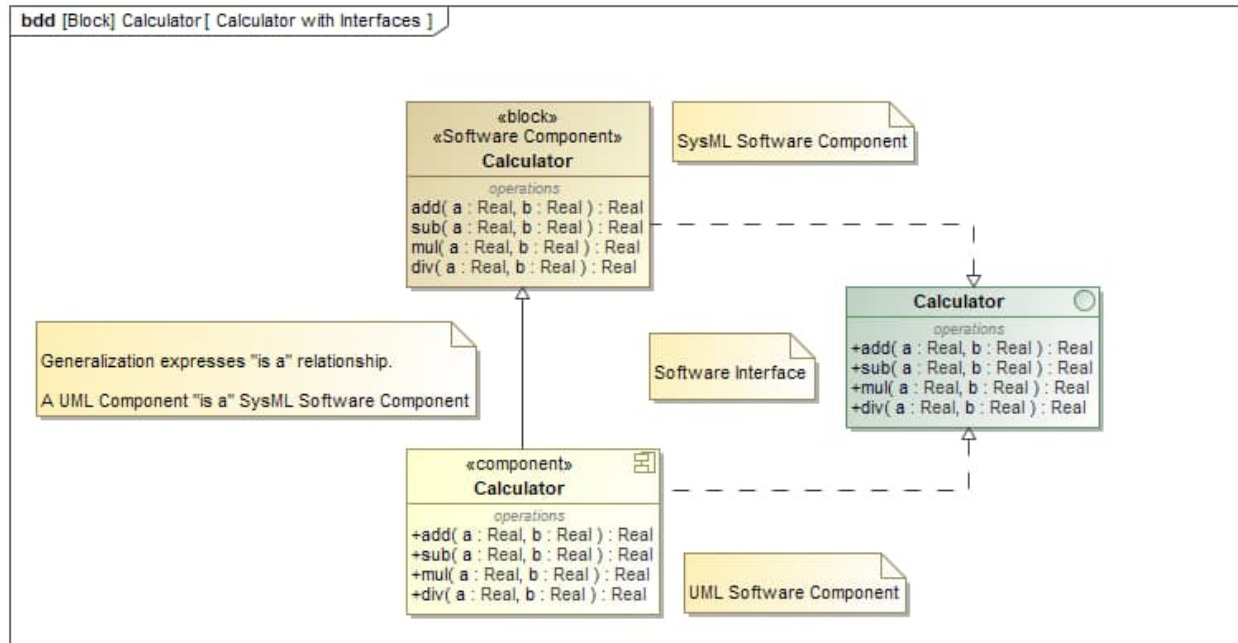 bdd [Block] Calculator[ Calculator with Interfaces ]
«block»
«Software Component»
Calculator
operations
add( a : Real, b : Real ) : Real
sub( a : Real, b : Real ) : Real
mul( a : Real, b : Real ) : Real
div( a : Real, b : Real ) : Real
SysML Software Component
Calculator
operations
+add( a : Real, b : Real ) : Real
+sub( a : Real, b : Real ) : Real
+mul( a : Real, b : Real ) : Real
+div( a : Real, b : Real ) : Real
Generalization expresses "is a" relationship.
A UML Component "is a" SysML Software Component
Software Interface
«component»
Calculator
operations
+add( a : Real, b : Real ) : Real
+sub( a : Real, b : Real ) : Real
+mul( a : Real, b : Real ) : Real
+div( a : Real, b : Real ) : Real
UML Software Component